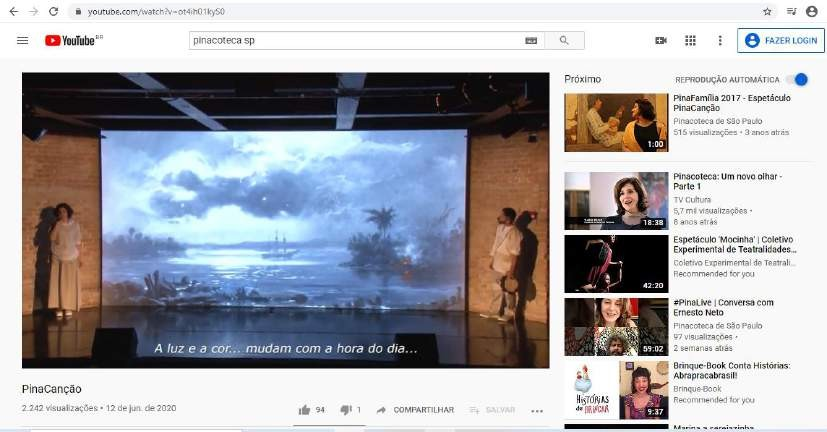 youtube.com/watch?v=ot4ih01kyS0
YouTube BR
pinacoteca sp
FAZER LOGIN
A luz e a cor... mudam com a hora do dia...
PinaCanção
2.242 visualizações • 12 de jun. de 2020
94
1
COMPARTILHAR
SALVAR
Próximo
REPRODUÇÃO AUTOMÁTICA
1:00
PinaFamília 2017 - Espetáculo
PinaCanção
Pinacoteca de São Paulo
515 visualizações • 3 anos atrás
18:38
Pinacoteca: Um novo olhar -
Parte 1
TV Cultura
5,7 mil visualizações •
8 anos atrás
42:20
Espetáculo 'Mocinha' | Coletivo
Experimental de Teatralidades...
Coletivo Experimental de Teatrali...
Recommended for you
59:02
#PinaLive | Conversa com
Ernesto Neto
Pinacoteca de São Paulo
97 visualizações •
2 semanas atrás
HISTÓRIAS
DE BRINCAR
9:37
Brinque-Book Conta Histórias:
Abrapracabrasil!
Brinque-Book
Recommended for you
Marina a sereiazinha